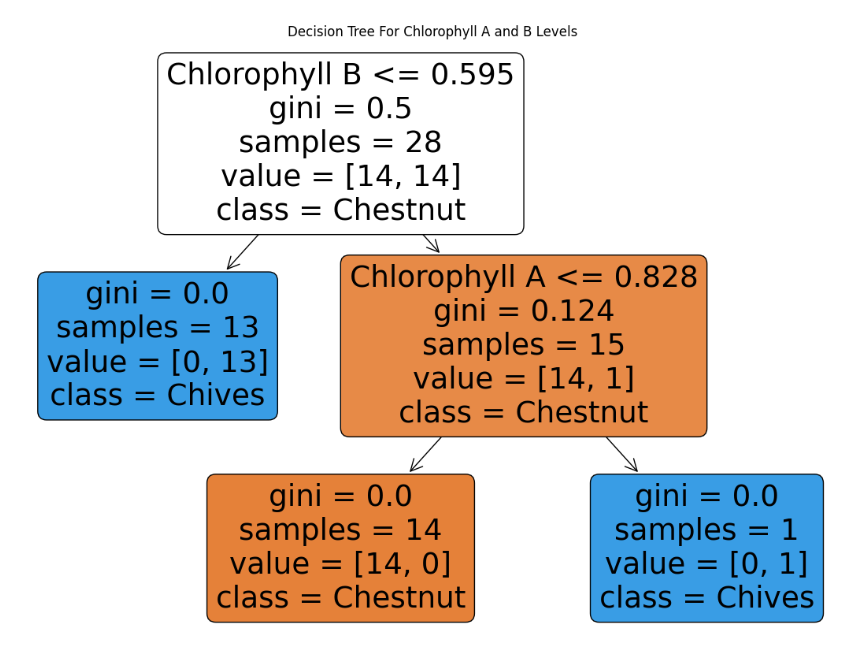 Decision Tree For Chlorophyll A and B Levels
Chlorophyll B <= 0.595
gini = 0.5
samples = 28
value = [14, 14]
class = Chestnut
gini = 0.0
samples = 13
value = [0, 13]
class = Chives
Chlorophyll A <= 0.828
gini = 0.124
samples = 15
value = [14, 1]
class = Chestnut
gini = 0.0
samples = 14
value = [14, 0]
class = Chestnut
gini = 0.0
samples = 1
value = [0, 1]
class = Chives